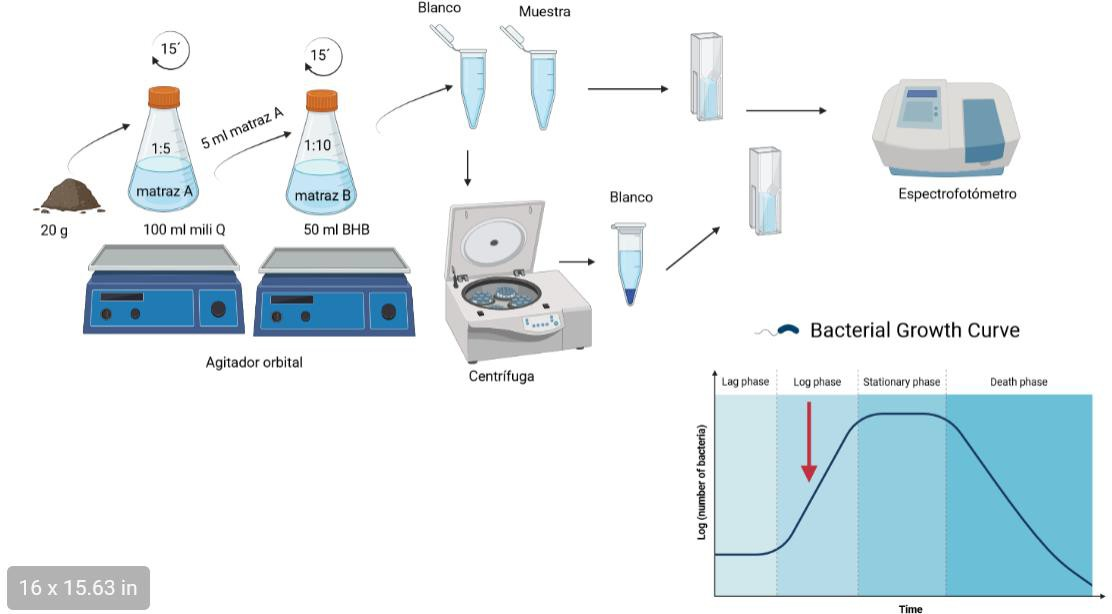 Blanco
Muestra
15´
15´
5 ml matraz A
1:5
matraz A
1:10
matraz B
20 g
100 ml mili Q
50 ml BHB
Agitador orbital
Centrífuga
Blanco
Espectrofotómetro
Bacterial Growth Curve
Lag phase
Log phase
Stationary phase
Death phase
Log (number of bacteria)
Time
16 x 15.63 in